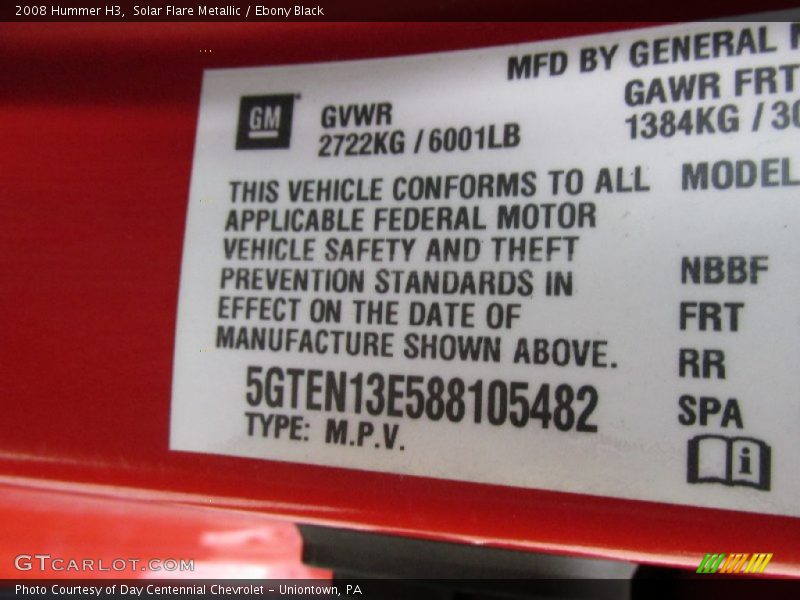 2008 Hummer H3,  Solar Flare Metallic / Ebony Black
MFD BY GENERAL
GM
GVWR
2722KG / 6001LB
GAWR FRT
1384KG / 30
THIS VEHICLE CONFORMS TO ALL
APPLICABLE FEDERAL MOTOR
VEHICLE SAFETY AND THEFT
PREVENTION STANDARDS IN
EFFECT ON THE DATE OF
MANUFACTURE SHOWN ABOVE.
5GTEN13E588105482
TYPE: M.P.V.
MODEL
NBBF
FRT
RR
SPA
i
GTCARLOT.COM
Photo Courtesy of Day Centennial Chevrolet - Uniontown, PA